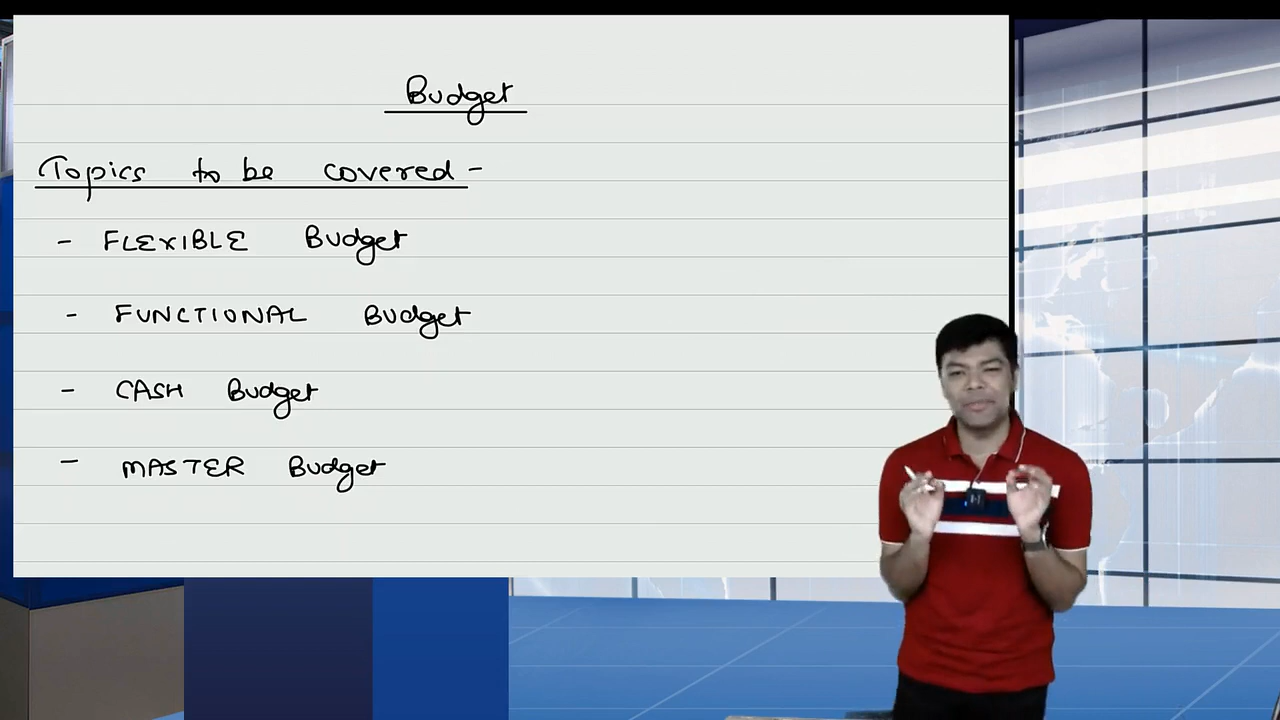 Budget
Topics to be covered -
- FLEXIBLE Budget
- FUNCTIONAL Budget
- CASH Budget
- MASTER Budget